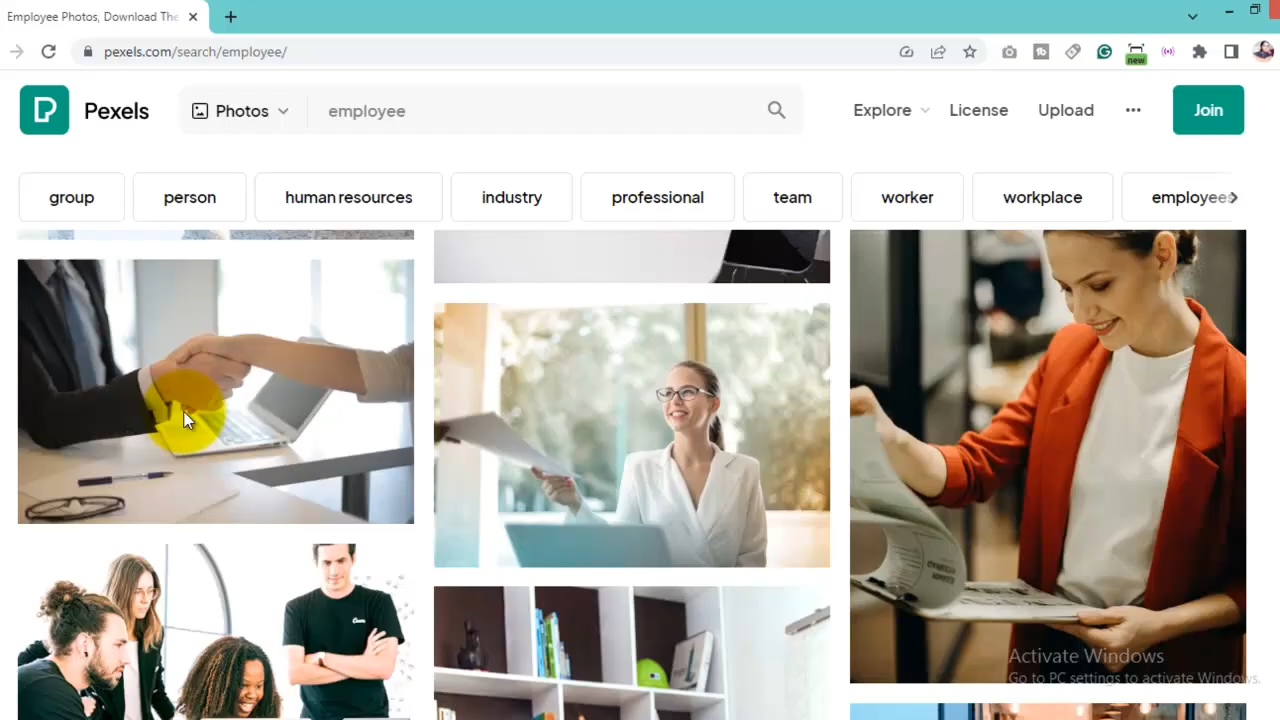 Employee Photos, Download The
pexels.com/search/employee/
new
Pexels
Photos
employee
Explore
License
Upload
Join
group
person
human resources
industry
professional
team
worker
workplace
employees
Activate Windows
Go to PC settings to activate Windows.